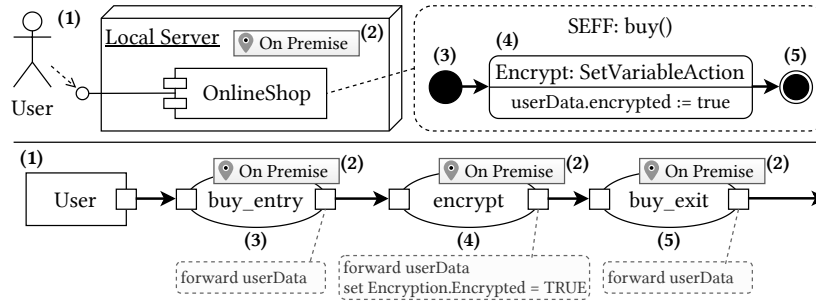 (1)
Local Server
On Premise
(2)
OnlineShop
User
SEFF: buy()
(3)
(4)
(5)
Encrypt: SetVariableAction
userData.encrypted := true
(1)
On Premise
(2)
On Premise
(2)
On Premise
(2)
User
buy_entry
encrypt
buy_exit
(3)
(4)
(5)
forward userData
forward userData
set Encryption.Encrypted = TRUE
forward userData